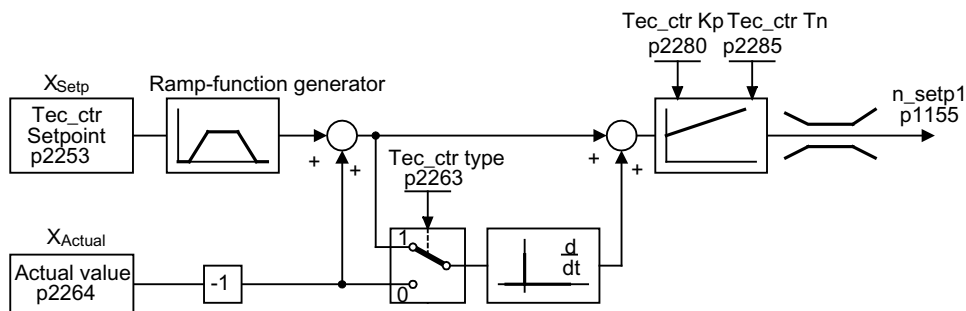 Tec_ctr Kp Tec_ctr Tn
p2280 p2285
XSetp
Ramp-function generator
n_setp1
p1155
Tec_ctr
Setpoint
p2253
+
+
+
+
Tec_ctr type
p2263
XActual
1
d
dt
Actual value
p2264
-1
0